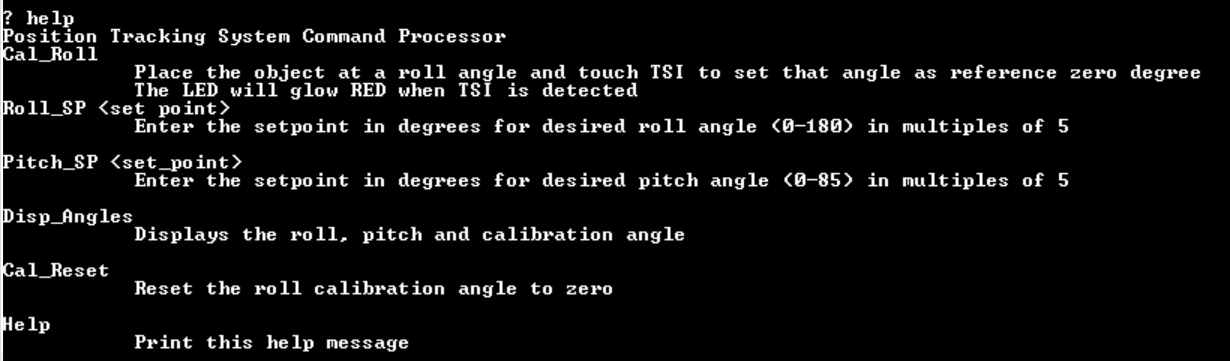 ? help
Position Tracking System Command Processor
Cal_Roll
Place the object at a roll angle and touch TSI to set that angle as reference zero degree
The LED will glow RED when TSI is detected
Roll_SP <set point>
Enter the setpoint in degrees for desired roll angle (0-180) in multiples of 5
Pitch_SP <set_point>
Enter the setpoint in degrees for desired pitch angle (0-85) in multiples of 5
Disp_Angles
Displays the roll, pitch and calibration angle
Cal_Reset
Reset the roll calibration angle to zero
Help
Print this help message